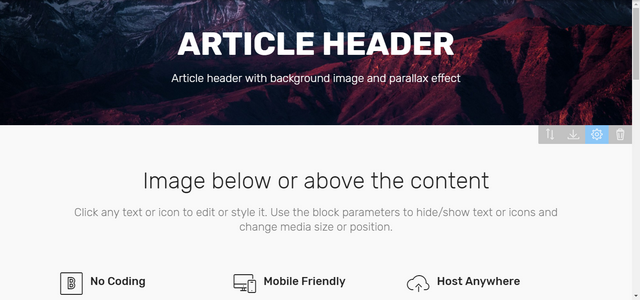 ARTICLE HEADER
Article header with background image and parallax effect
Image below or above the content
Click any text or icon to edit or style it. Use the block parameters to hide/show text or icons and
change media size or position.
No Coding
Mobile Friendly
Host Anywhere